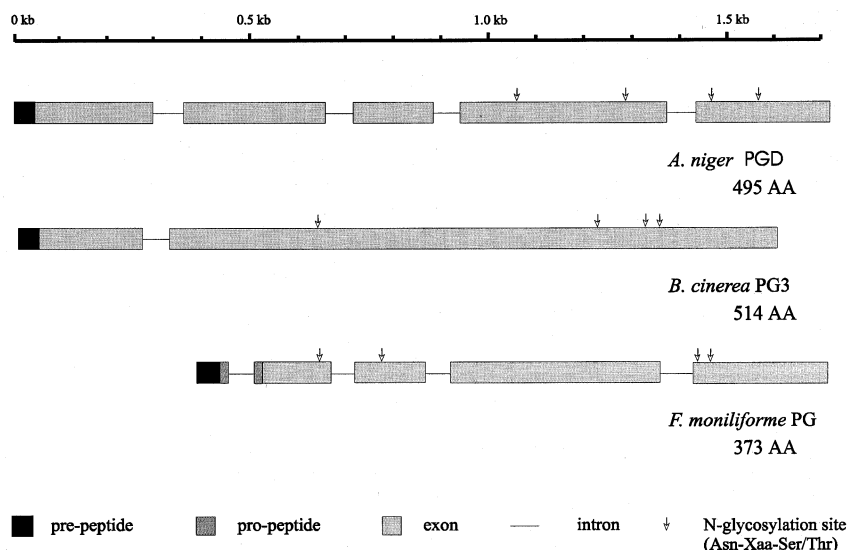 0 kb 0.5 kb 1.0 kb 1.5 kb
A. niger PGD
495 AA
B. cinerea PG3
514 AA
F. moniliforme PG
373 AA
pre-peptide pro-peptide exon intron N-glycosylation site
(Asn-Xaa-Ser/Thr)